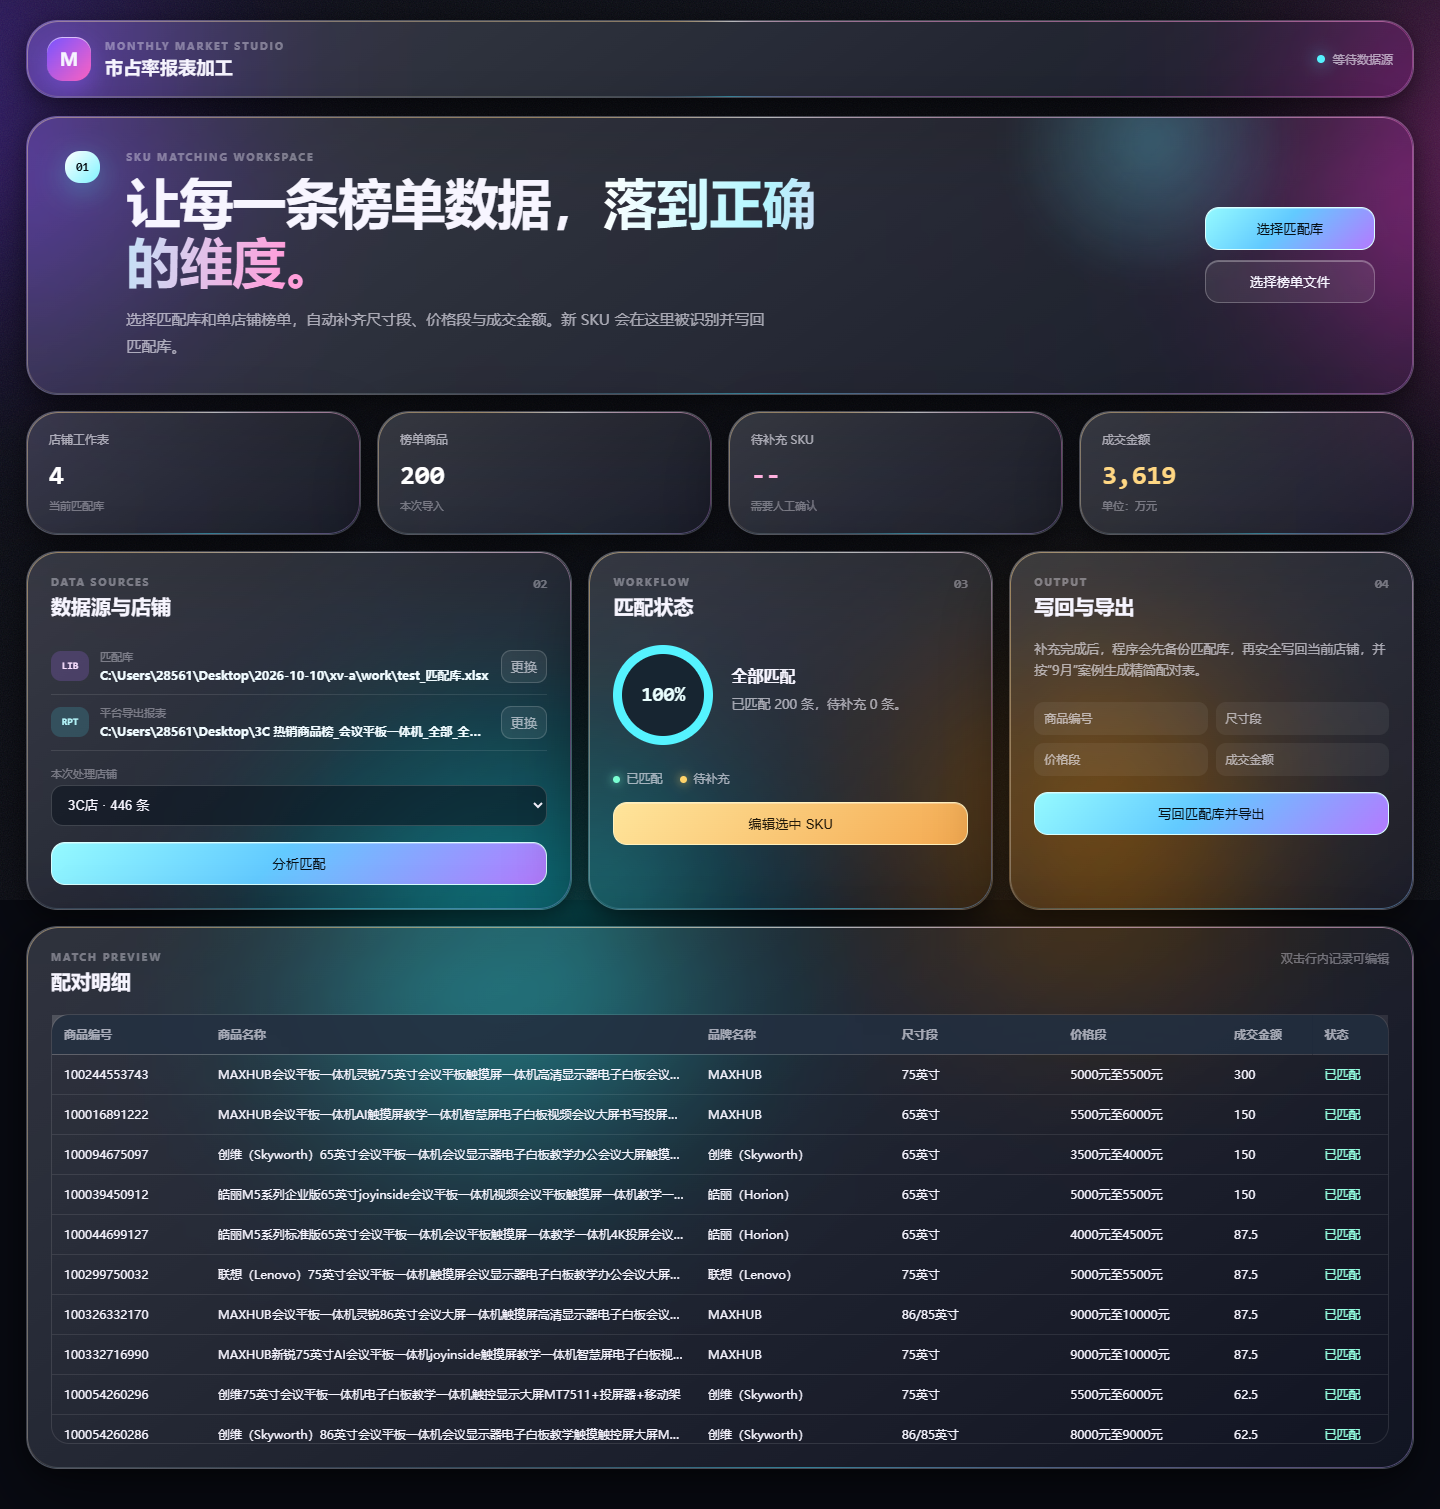 M
MONTHLY MARKET STUDIO
市占率报表加工
等待数据源
01
SKU MATCHING WORKSPACE
让每一条榜单数据，落到正确
的维度。
选择匹配库和单店铺榜单，自动补齐尺寸段、价格段与成交金额。新 SKU 会在这里被识别并写回
匹配库。
选择匹配库
选择榜单文件
店铺工作表
4
当前匹配库
榜单商品
200
本次导入
待补充 SKU
--
需要人工确认
成交金额
3,619
单位：万元
DATA SOURCES
02
数据源与店铺
LIB
匹配库
C:\Users\28561\Desktop\2026-10-10\xv-a\work\test_匹配库.xlsx
更换
RPT
平台导出报表
C:\Users\28561\Desktop\3C 热销商品榜_会议平板一体机_全部_全...
更换
本次处理店铺
3C店 · 446 条
分析匹配
WORKFLOW
03
匹配状态
100%
全部匹配
已匹配 200 条，待补充 0 条。
已匹配
待补充
编辑选中 SKU
OUTPUT
04
写回与导出
补充完成后，程序会先备份匹配库，再安全写回当前店铺，并
按"9月"案例生成精简配对表。
商品编号
尺寸段
价格段
成交金额
写回匹配库并导出
MATCH PREVIEW
配对明细
双击行内记录可编辑
商品编号 商品名称 品牌名称 尺寸段 价格段 成交金额 状态
100244553743 MAXHUB会议平板一体机灵锐75英寸会议平板触摸屏一体机高清显示器电子白板会议... MAXHUB 75英寸 5000元至5500元 300 已匹配
100016891222 MAXHUB会议平板一体机AI触摸屏教学一体机智慧屏电子白板视频会议大屏书写投屏... MAXHUB 65英寸 5500元至6000元 150 已匹配
100094675097 创维（Skyworth）65英寸会议平板一体机会议显示器电子白板教学办公会议大屏触摸... 创维（Skyworth） 65英寸 3500元至4000元 150 已匹配
100039450912 皓丽M5系列企业版65英寸joyinside会议平板一体机视频会议平板触摸屏一体机教学一... 皓丽（Horion） 65英寸 5000元至5500元 150 已匹配
100044699127 皓丽M5系列标准版65英寸会议平板一体机会议平板触摸屏一体教学一体机4K投屏会议... 皓丽（Horion） 65英寸 4000元至4500元 87.5 已匹配
100299750032 联想（Lenovo）75英寸会议平板一体机触摸屏会议显示器电子白板教学办公会议大屏... 联想（Lenovo） 75英寸 5000元至5500元 87.5 已匹配
100326332170 MAXHUB会议平板一体机灵锐86英寸会议大屏一体机触摸屏高清显示器电子白板会议... MAXHUB 86/85英寸 9000元至10000元 87.5 已匹配
100332716990 MAXHUB新锐75英寸AI会议平板一体机joyinside触摸屏教学一体机智慧屏电子白板视... MAXHUB 75英寸 9000元至10000元 87.5 已匹配
100054260296 创维75英寸会议平板一体机电子白板教学一体机触控显示大屏MT7511+投屏器+移动架 创维（Skyworth） 75英寸 5500元至6000元 62.5 已匹配
100054260286 创维（Skyworth）86英寸会议平板一体机会议显示器电子白板教学触摸触控屏大屏M... 创维（Skyworth） 86/85英寸 8000元至9000元 62.5 已匹配